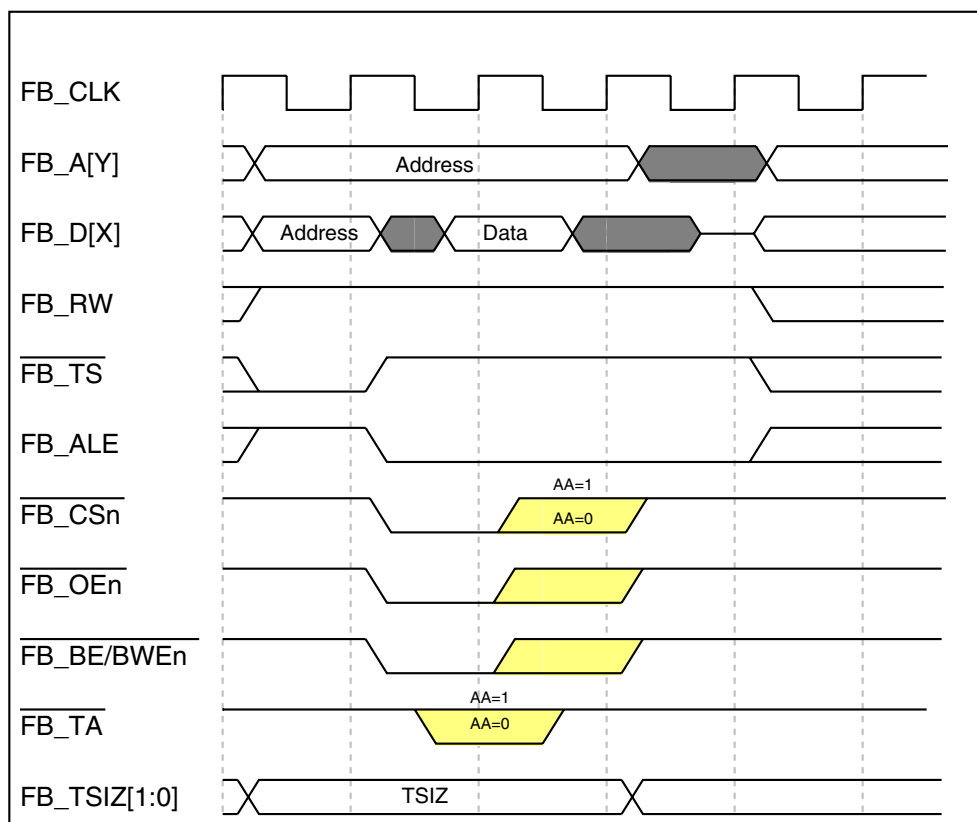 FB_CLK
FB_A[Y] Address
FB_D[X] Address Data
FB_RW
FB_TS
FB_ALE
AA=1
FB_CSn AA=0
FB_OEn
FB_BE/BWEn
AA=1
FB_TA AA=0
FB_TSIZ[1:0] TSIZ